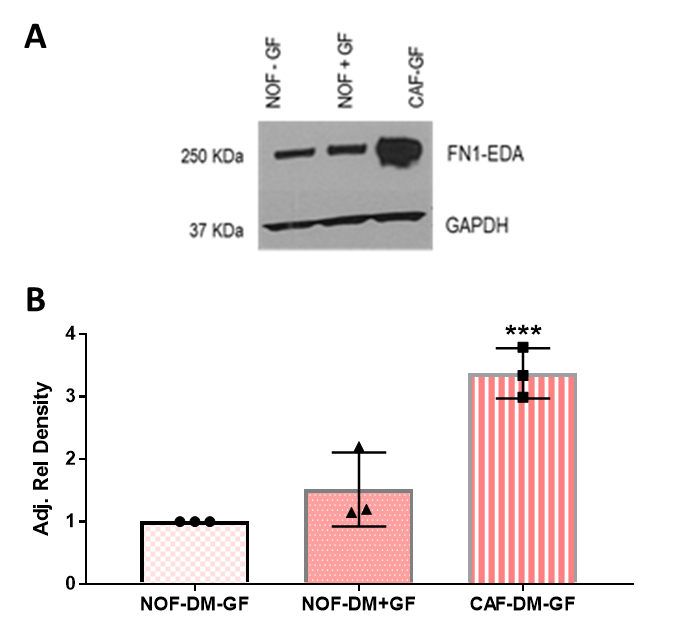 A
NOF - GF
NOF + GF
CAF-GF
250 KDa
FN1-EDA
37 KDa
GAPDH
B
Adj. Rel Density
4
3
2
1
0
***
NOF-DM-GF
NOF-DM+GF
CAF-DM-GF